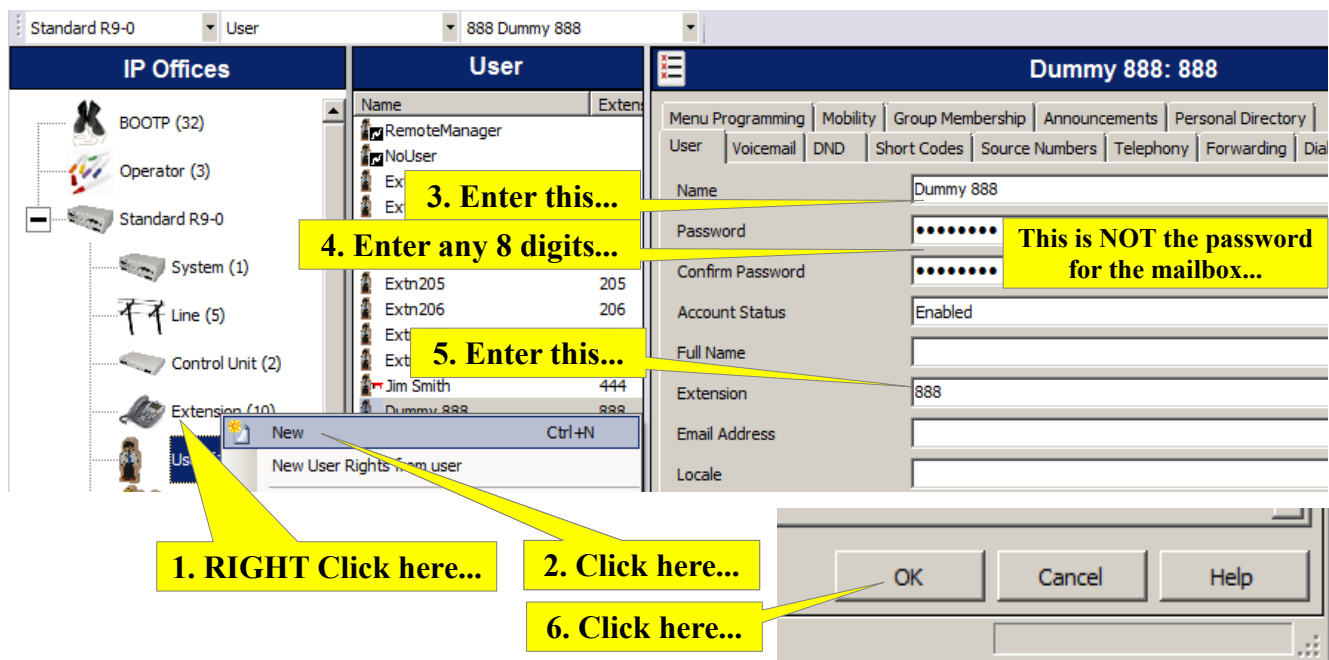 Standard R9-0 User 888 Dummy 888
IP Offices
User
Dummy 888: 888
BOOTP (32)
Operator (3)
Standard R9-0
System (1)
Line (5)
Control Unit (2)
Extension (10)
Name Extens
RemoteManager
NoUser
Ext
Ext
Extn205 205
Extn206 206
Ext
Ext
Jim Smith 444
Dummy 888 888
New Ctrl+N
New User Rights from user
Menu Programming Mobility Group Membership Announcements Personal Directory
User Voicemail DND Short Codes Source Numbers Telephony Forwarding Dial
Name Dummy 888
Password ●●●●●●●●
Confirm Password ●●●●●●●●
Account Status Enabled
Full Name
Extension 888
Email Address
Locale
3. Enter this...
4. Enter any 8 digits...
This is NOT the password
for the mailbox...
5. Enter this...
1. RIGHT Click here...
2. Click here...
6. Click here...
OK Cancel Help